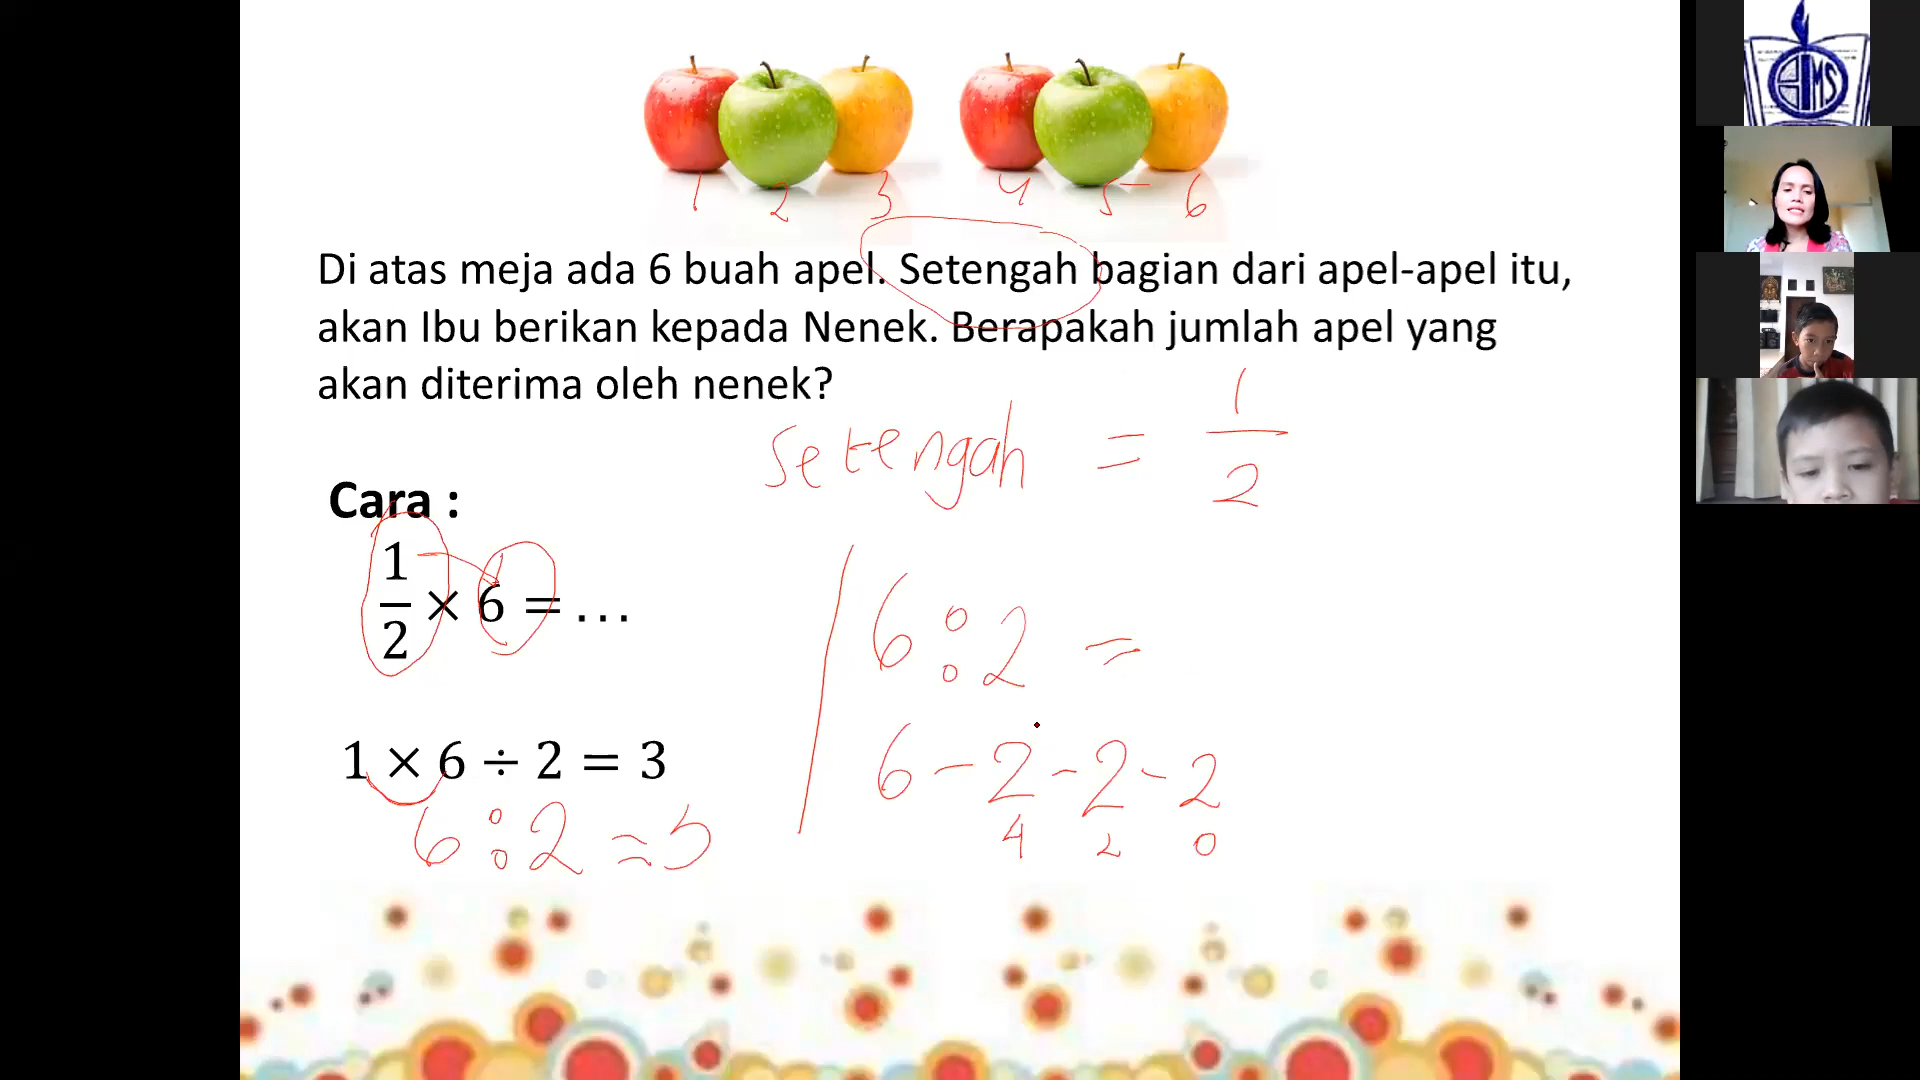 1 2 3 4 5 6
Di atas meja ada 6 buah apel. Setengah bagian dari apel-apel itu,
akan Ibu berikan kepada Nenek. Berapakah jumlah apel yang
akan diterima oleh nenek?
setengah = 1/2
Cara :
1/2 × 6 = ...
6 : 2 =
1 × 6 ÷ 2 = 3
6 - 2 - 2 - 2
4 2 0
6 : 2 =